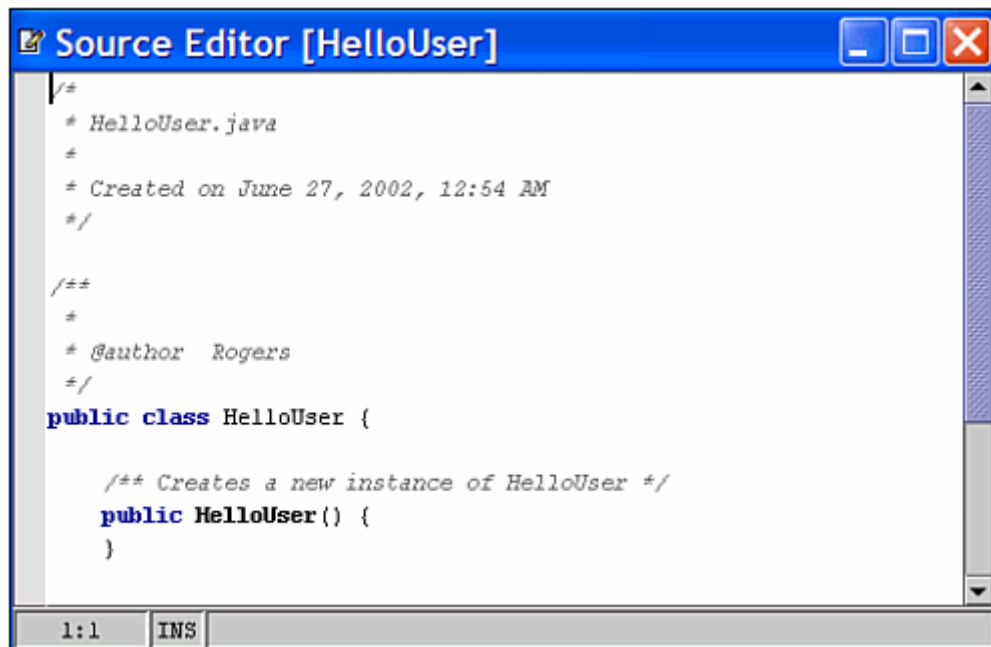 Source Editor [HelloUser]
/*
 * HelloUser.java
 *
 * Created on June 27, 2002, 12:54 AM
 */
/**
 *
 * @author  Rogers
 */
public class HelloUser {
    /** Creates a new instance of HelloUser */
    public HelloUser() {
    }
1:1 INS